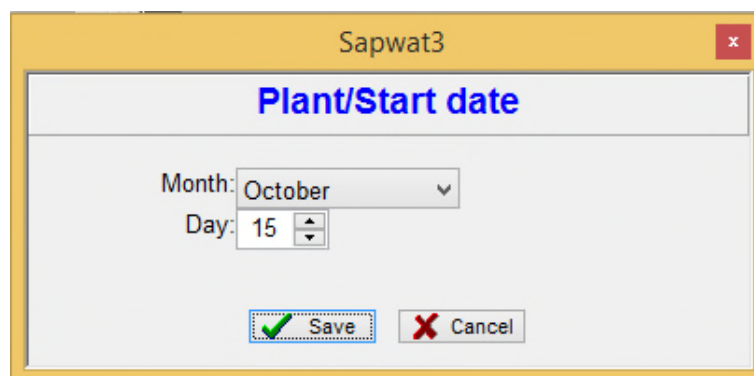 Sapwat3
x
Plant/Start date
Month: October
Day: 15
Save Cancel